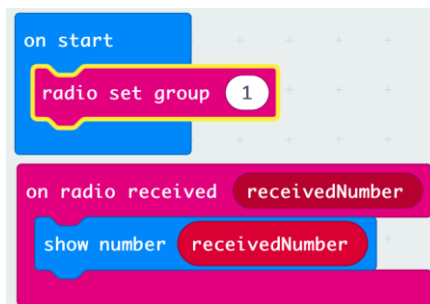 on start
radio set group 1
on radio received receivedNumber
show number receivedNumber